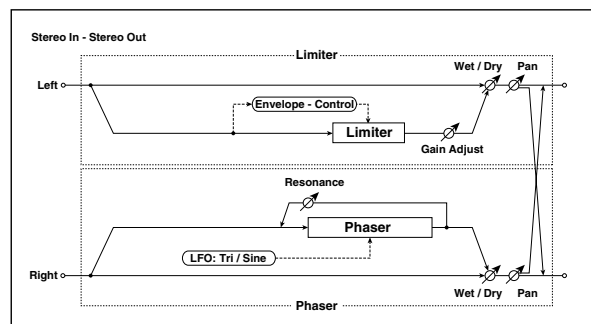 Stereo In - Stereo Out
Limiter
Wet / Dry
Pan
Left
Envelope - Control
Limiter
Gain Adjust
Resonance
Phaser
LFO: Tri / Sine
Right
Wet / Dry
Pan
Phaser